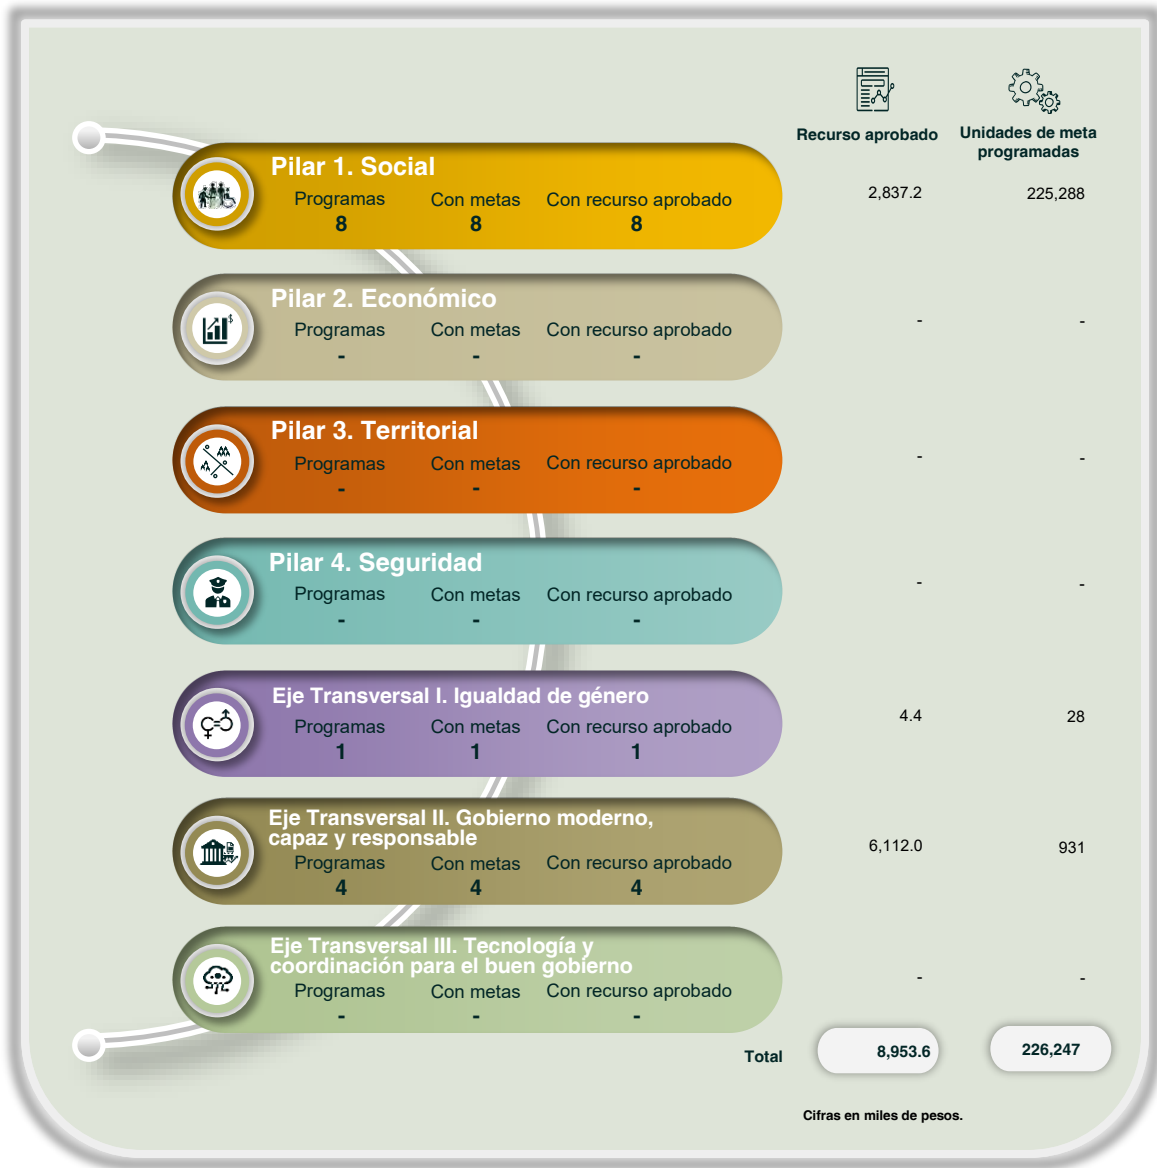 Recurso aprobado
Unidades de meta
programadas
Pilar 1. Social
Programas Con metas Con recurso aprobado
8 8 8
2,837.2 225,288
Pilar 2. Económico
Programas Con metas Con recurso aprobado
- - -
- -
Pilar 3. Territorial
Programas Con metas Con recurso aprobado
- - -
- -
Pilar 4. Seguridad
Programas Con metas Con recurso aprobado
- - -
- -
Eje Transversal I. Igualdad de género
Programas Con metas Con recurso aprobado
1 1 1
4.4 28
Eje Transversal II. Gobierno moderno,
capaz y responsable
Programas Con metas Con recurso aprobado
4 4 4
6,112.0 931
Eje Transversal III. Tecnología y
coordinación para el buen gobierno
Programas Con metas Con recurso aprobado
- - -
- -
Total 8,953.6 226,247
Cifras en miles de pesos.